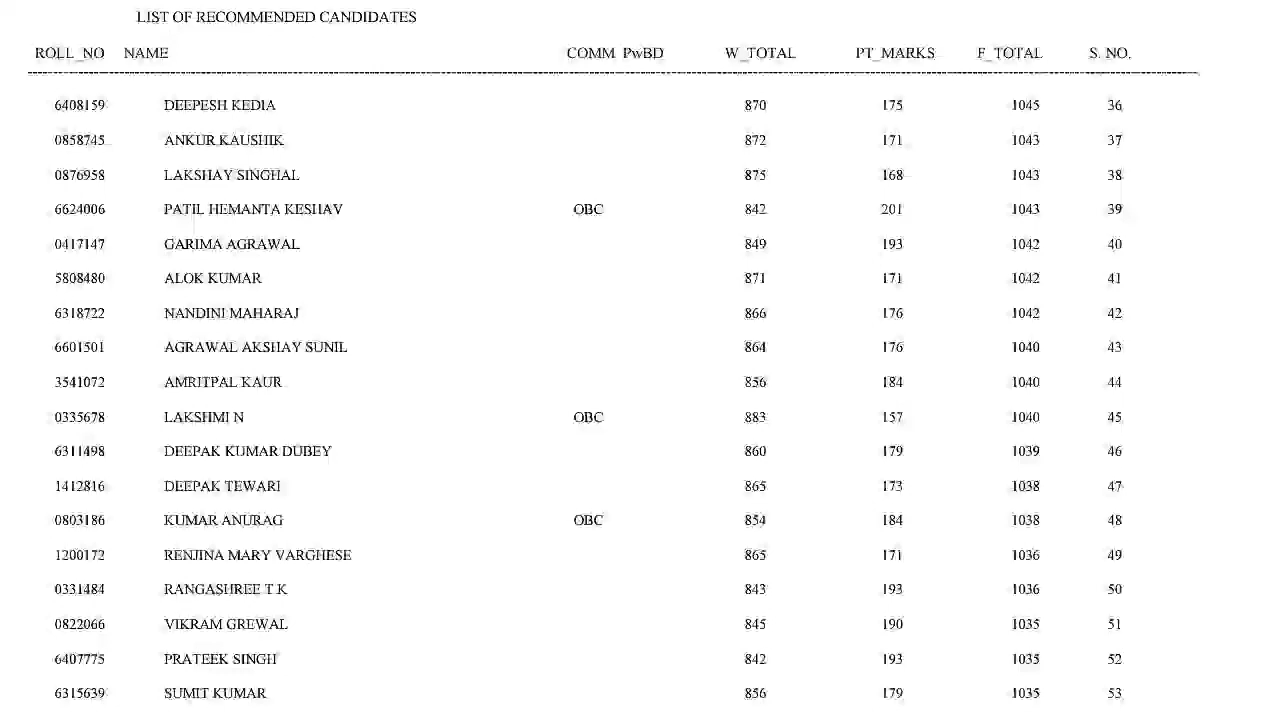 LIST OF RECOMMENDED CANDIDATES
ROLL_NO NAME COMM PwBD W_TOTAL PT_MARKS F_TOTAL S. NO.
6408159 DEEPESH KEDIA 870 175 1045 36
0858745 ANKUR KAUSHIK 872 171 1043 37
0876958 LAKSHAY SINGHAL 875 168 1043 38
6624006 PATIL HEMANTA KESHAV OBC 842 201 1043 39
0417147 GARIMA AGRAWAL 849 193 1042 40
5808480 ALOK KUMAR 871 171 1042 41
6318722 NANDINI MAHARAJ 866 176 1042 42
6601501 AGRAWAL AKSHAY SUNIL 864 176 1040 43
3541072 AMRITPAL KAUR 856 184 1040 44
0335678 LAKSHMI N OBC 883 157 1040 45
6311498 DEEPAK KUMAR DUBEY 860 179 1039 46
1412816 DEEPAK TEWARI 865 173 1038 47
0803186 KUMAR ANURAG OBC 854 184 1038 48
1200172 RENJINA MARY VARGHESE 865 171 1036 49
0331484 RANGASHREE T K 843 193 1036 50
0822066 VIKRAM GREWAL 845 190 1035 51
6407775 PRATEEK SINGH 842 193 1035 52
6315639 SUMIT KUMAR 856 179 1035 53